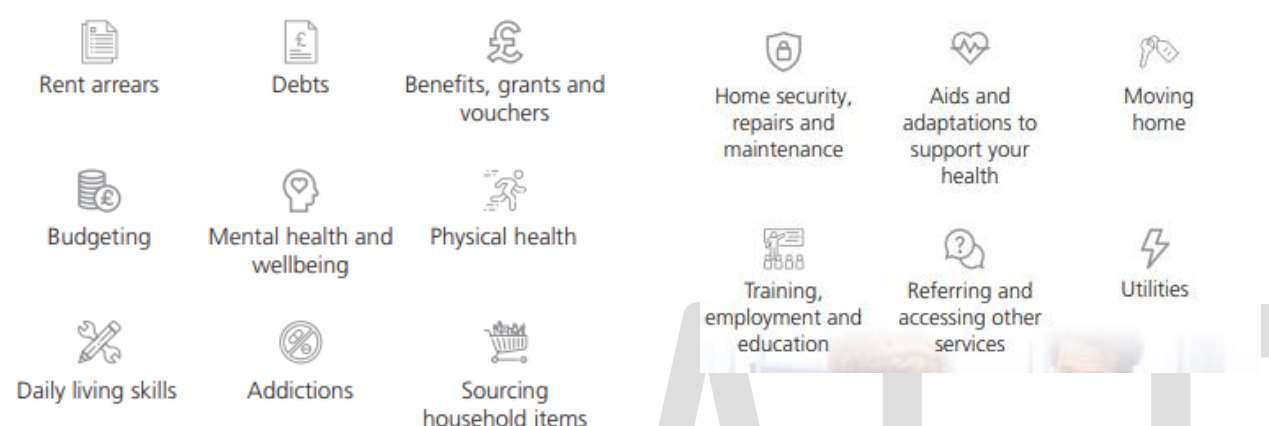 Rent arrears
Debts
Benefits, grants and
vouchers
Budgeting
Mental health and
wellbeing
Physical health
Daily living skills
Addictions
Sourcing
household items
Home security,
repairs and
maintenance
Aids and
adaptations to
support your
health
Moving
home
Training,
employment and
education
Referring and
accessing other
services
Utilities